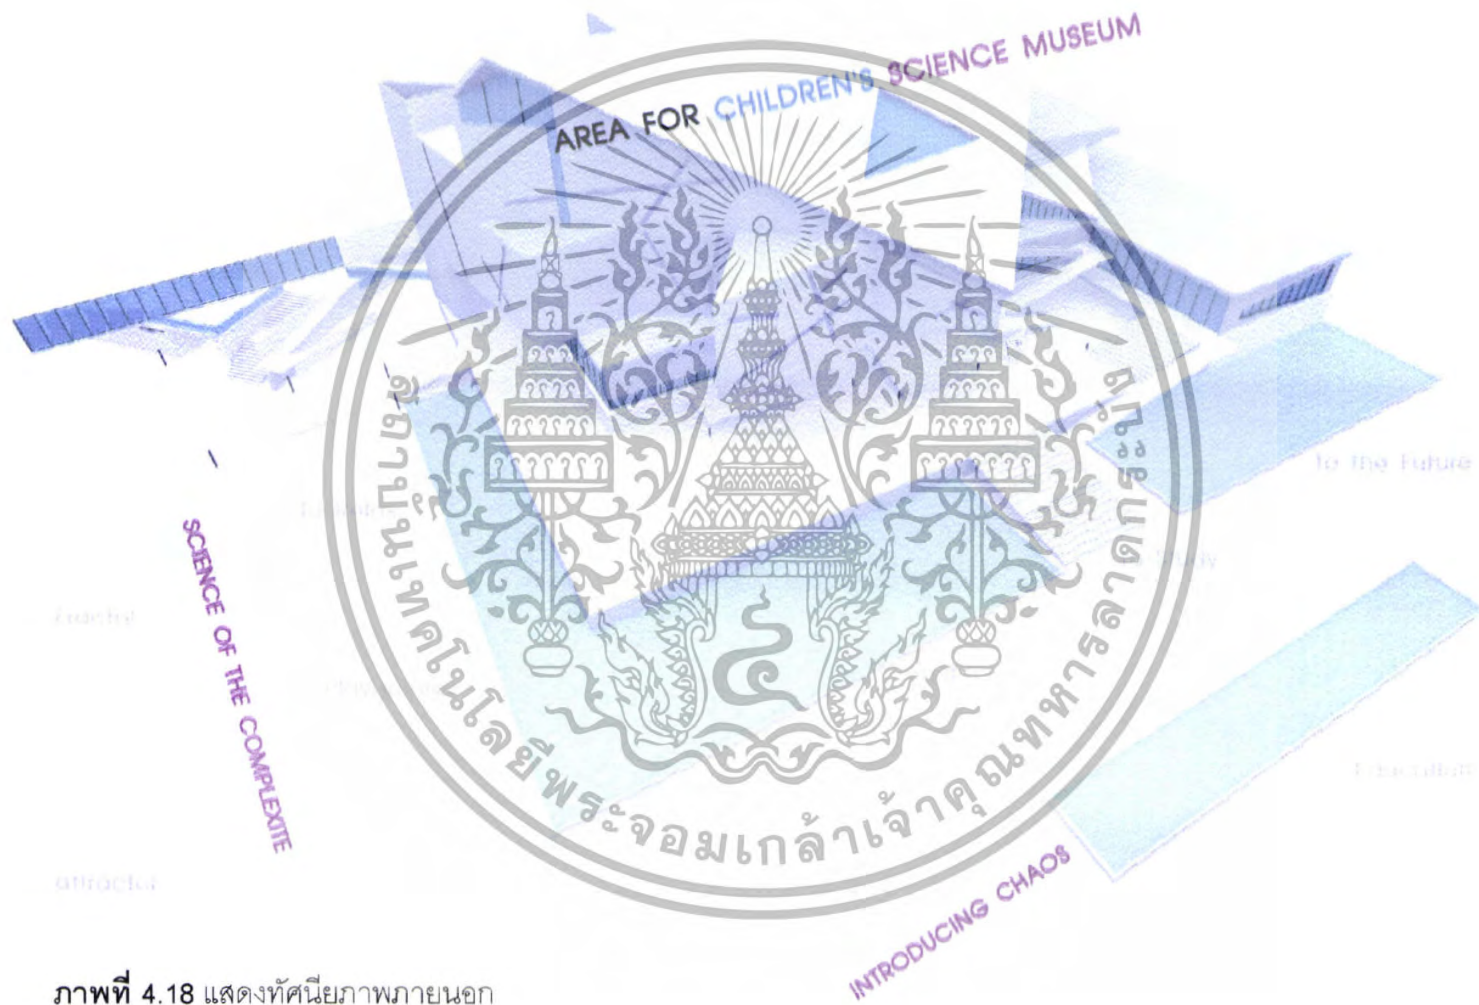 AREA FOR CHILDREN'S SCIENCE MUSEUM
to the Future
SCIENCE OF THE COMPLEXITE
attractor
INTRODUCING CHAOS
สถาบันเทคโนโลยีพระจอมเกล้าเจ้าคุณทหารลาดกระบัง
ภาพที่ 4.18 แสดงทัศนียภาพภายนอก